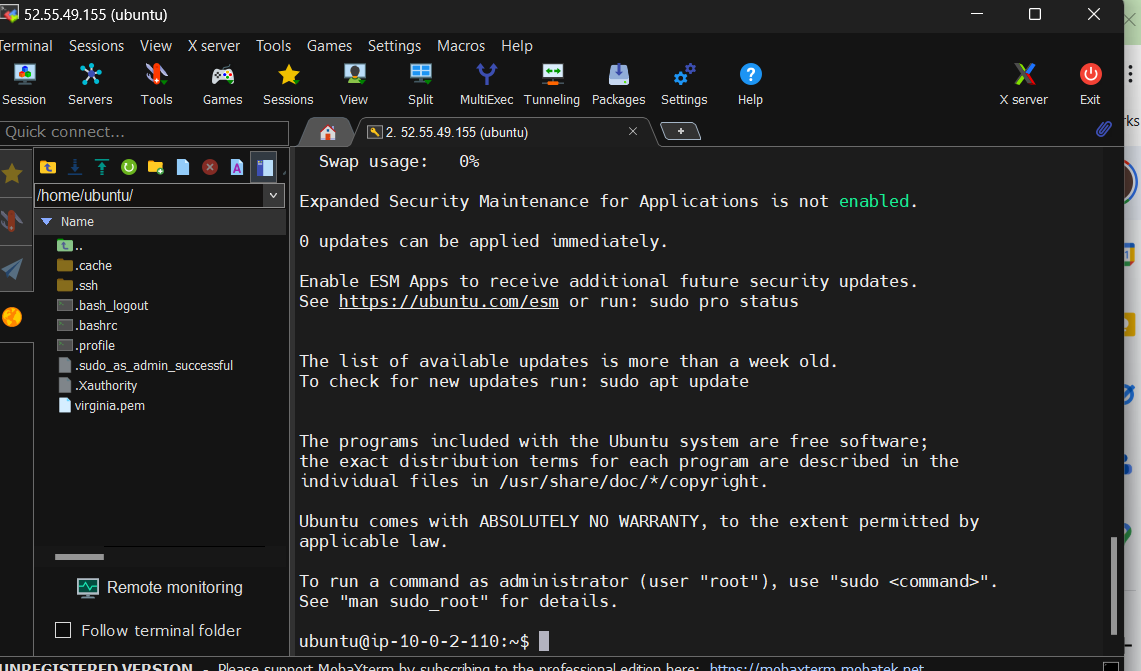 52.55.49.155 (ubuntu)
Terminal Sessions View X server Tools Games Settings Macros Help
Session Servers Tools Games Sessions View Split MultiExec Tunneling Packages Settings Help X server Exit
Quick connect...
2. 52.55.49.155 (ubuntu)
/home/ubuntu/
Name
..
.cache
.ssh
.bash_logout
.bashrc
.profile
.sudo_as_admin_successful
.Xauthority
virginia.pem
Remote monitoring
Follow terminal folder
Swap usage: 0%
Expanded Security Maintenance for Applications is not enabled.
0 updates can be applied immediately.
Enable ESM Apps to receive additional future security updates.
See https://ubuntu.com/esm or run: sudo pro status
The list of available updates is more than a week old.
To check for new updates run: sudo apt update
The programs included with the Ubuntu system are free software;
the exact distribution terms for each program are described in the
individual files in /usr/share/doc/*/copyright.
Ubuntu comes with ABSOLUTELY NO WARRANTY, to the extent permitted by
applicable law.
To run a command as administrator (user "root"), use "sudo <command>".
See "man sudo_root" for details.
ubuntu@ip-10-0-2-110:~$
UNREGISTERED VERSION - Please support MobaXterm by subscribing to the professional edition here: https://mobaxterm.mobatek.net